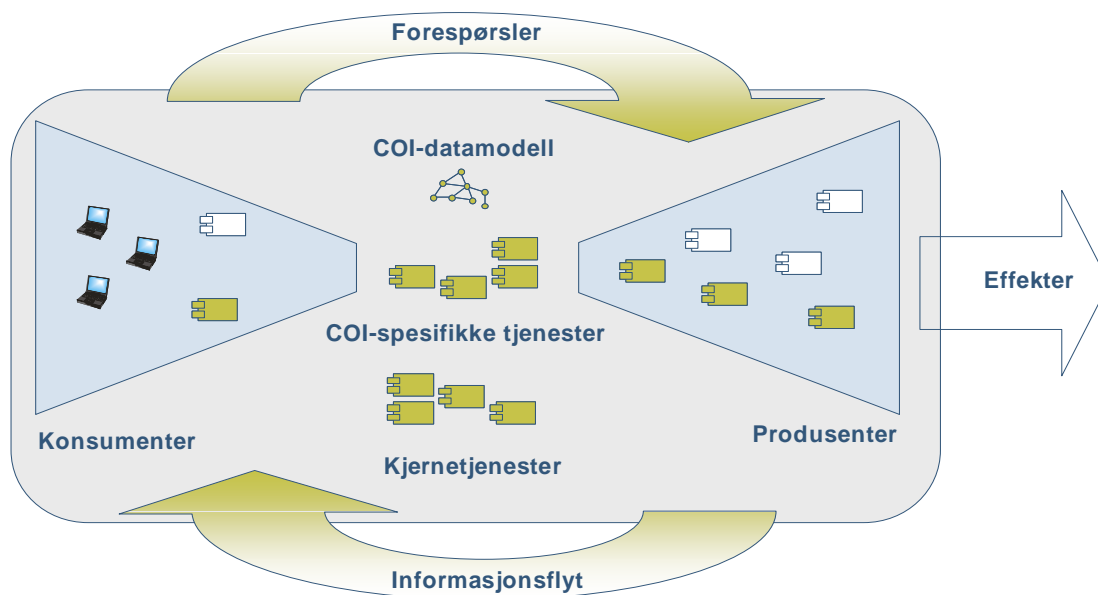 Forespørsler
COI-datamodell
Effekter
COI-spesifikke tjenester
Konsumenter
Produsenter
Kjernetjenester
Informasjonsflyt